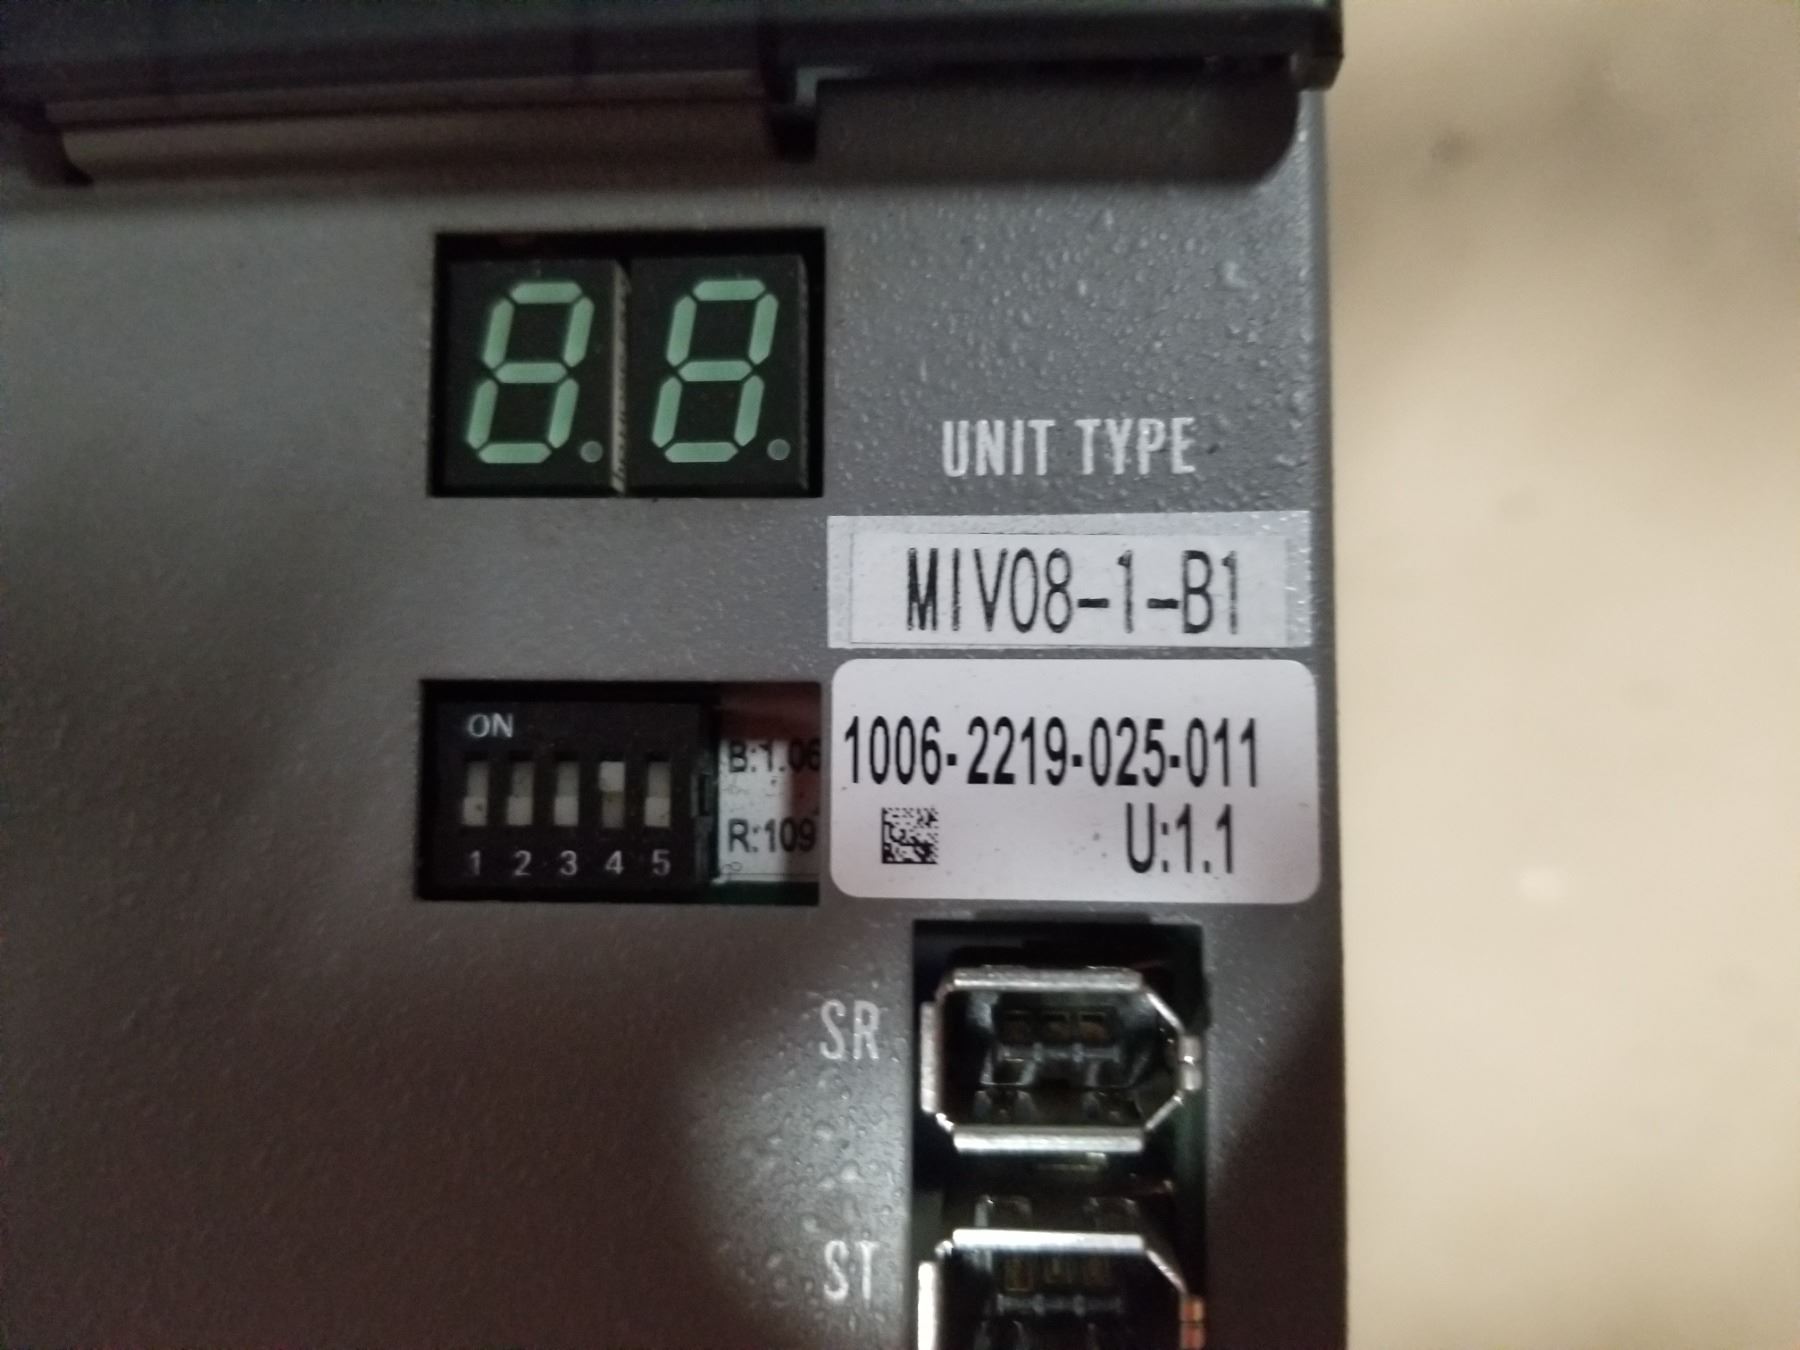 88
UNIT TYPE
MIV08-1-B1
ON
1 2 3 4 5
B:1.06
R:109
1006-2219-025-011
U:1.1
SR
ST